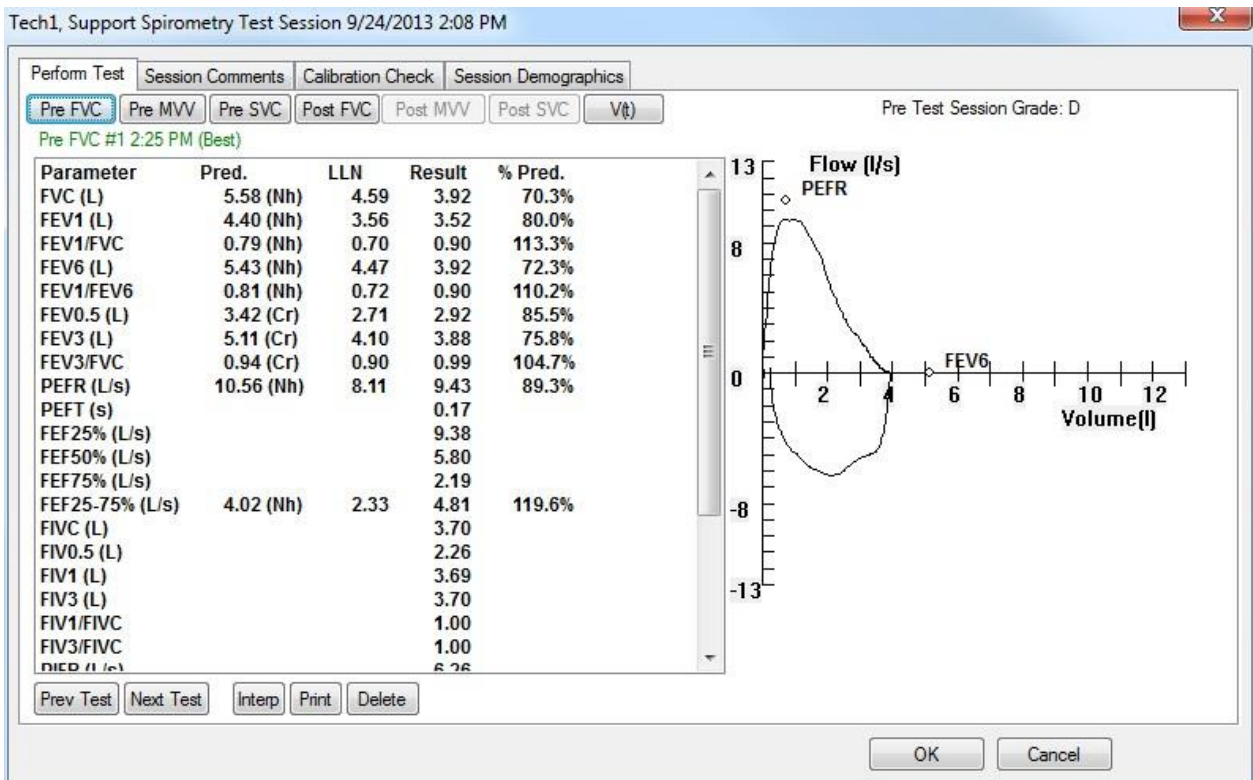 Tech1, Support Spirometry Test Session 9/24/2013 2:08 PM
Perform Test Session Comments Calibration Check Session Demographics
Pre FVC Pre MVV Pre SVC Post FVC Post MVV Post SVC V(t)
Pre Test Session Grade: D
Pre FVC #1 2:25 PM (Best)
Parameter Pred. LLN Result % Pred.
FVC (L) 5.58 (Nh) 4.59 3.92 70.3%
FEV1 (L) 4.40 (Nh) 3.56 3.52 80.0%
FEV1/FVC 0.79 (Nh) 0.70 0.90 113.3%
FEV6 (L) 5.43 (Nh) 4.47 3.92 72.3%
FEV1/FEV6 0.81 (Nh) 0.72 0.90 110.2%
FEV0.5 (L) 3.42 (Cr) 2.71 2.92 85.5%
FEV3 (L) 5.11 (Cr) 4.10 3.88 75.8%
FEV3/FVC 0.94 (Cr) 0.90 0.99 104.7%
PEFR (L/s) 10.56 (Nh) 8.11 9.43 89.3%
PEFT (s) 0.17
FEF25% (L/s) 9.38
FEF50% (L/s) 5.80
FEF75% (L/s) 2.19
FEF25-75% (L/s) 4.02 (Nh) 2.33 4.81 119.6%
FIVC (L) 3.70
FIV0.5 (L) 2.26
FIV1 (L) 3.69
FIV3 (L) 3.70
FIV1/FIVC 1.00
FIV3/FIVC 1.00
PIFR (L/s) 6.26
13 Flow (l/s)
PEFR
8
FEV6
0 2 4 6 8 10 12
Volume(l)
-8
-13
Prev Test Next Test Interp Print Delete
OK Cancel